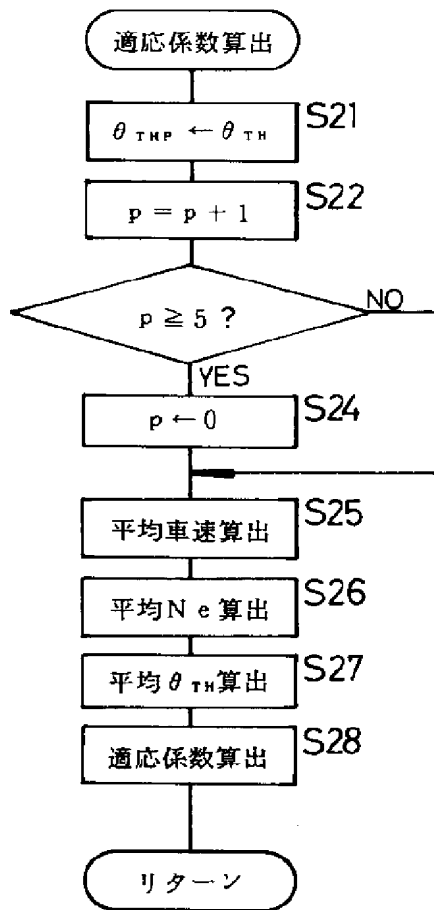 適応係数算出
θTHP ← θTH
S21
p = p + 1
S22
p ≧ 5 ?
NO
YES
p ← 0
S24
平均車速算出
S25
平均Ne算出
S26
平均θTH算出
S27
適応係数算出
S28
リターン